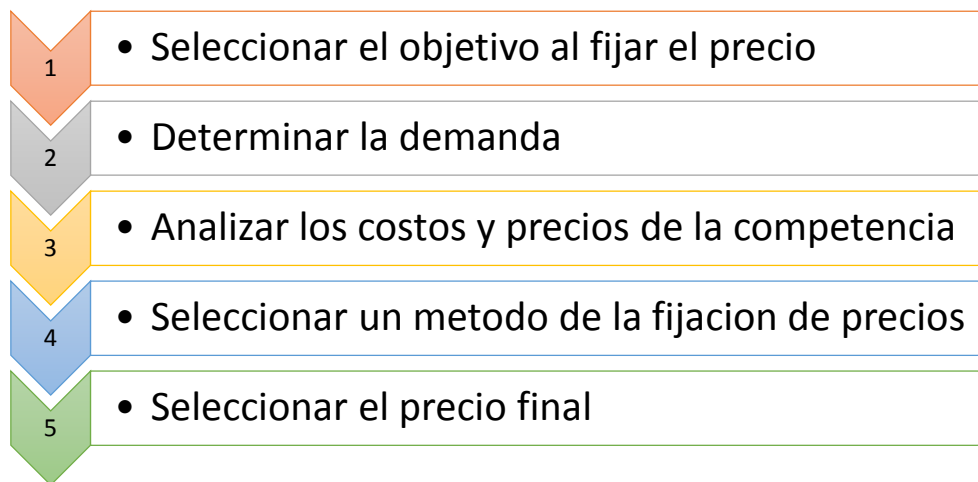 1
• Seleccionar el objetivo al fijar el precio
2
• Determinar la demanda
3
• Analizar los costos y precios de la competencia
4
• Seleccionar un metodo de la fijacion de precios
5
• Seleccionar el precio final